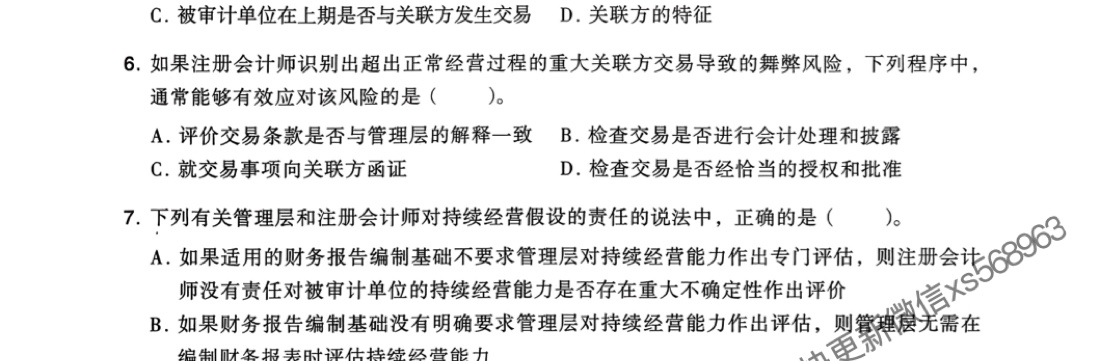 C. 被审计单位在上期是否与关联方发生交易 D. 关联方的特征
6. 如果注册会计师识别出超出正常经营过程的重大关联方交易导致的舞弊风险，下列程序中，
通常能够有效应对该风险的是（ ）。
A. 评价交易条款是否与管理层的解释一致 B. 检查交易是否进行会计处理和披露
C. 就交易事项向关联方函证 D. 检查交易是否经恰当的授权和批准
7. 下列有关管理层和注册会计师对持续经营假设的责任的说法中，正确的是（ ）。
A. 如果适用的财务报告编制基础不要求管理层对持续经营能力作出专门评估，则注册会计
师没有责任对被审计单位的持续经营能力是否存在重大不确定性作出评价
B. 如果财务报告编制基础没有明确要求管理层对持续经营能力作出评估，则管理层无需在
编制财务报表时评估持续经营能力
更新微信xs568963